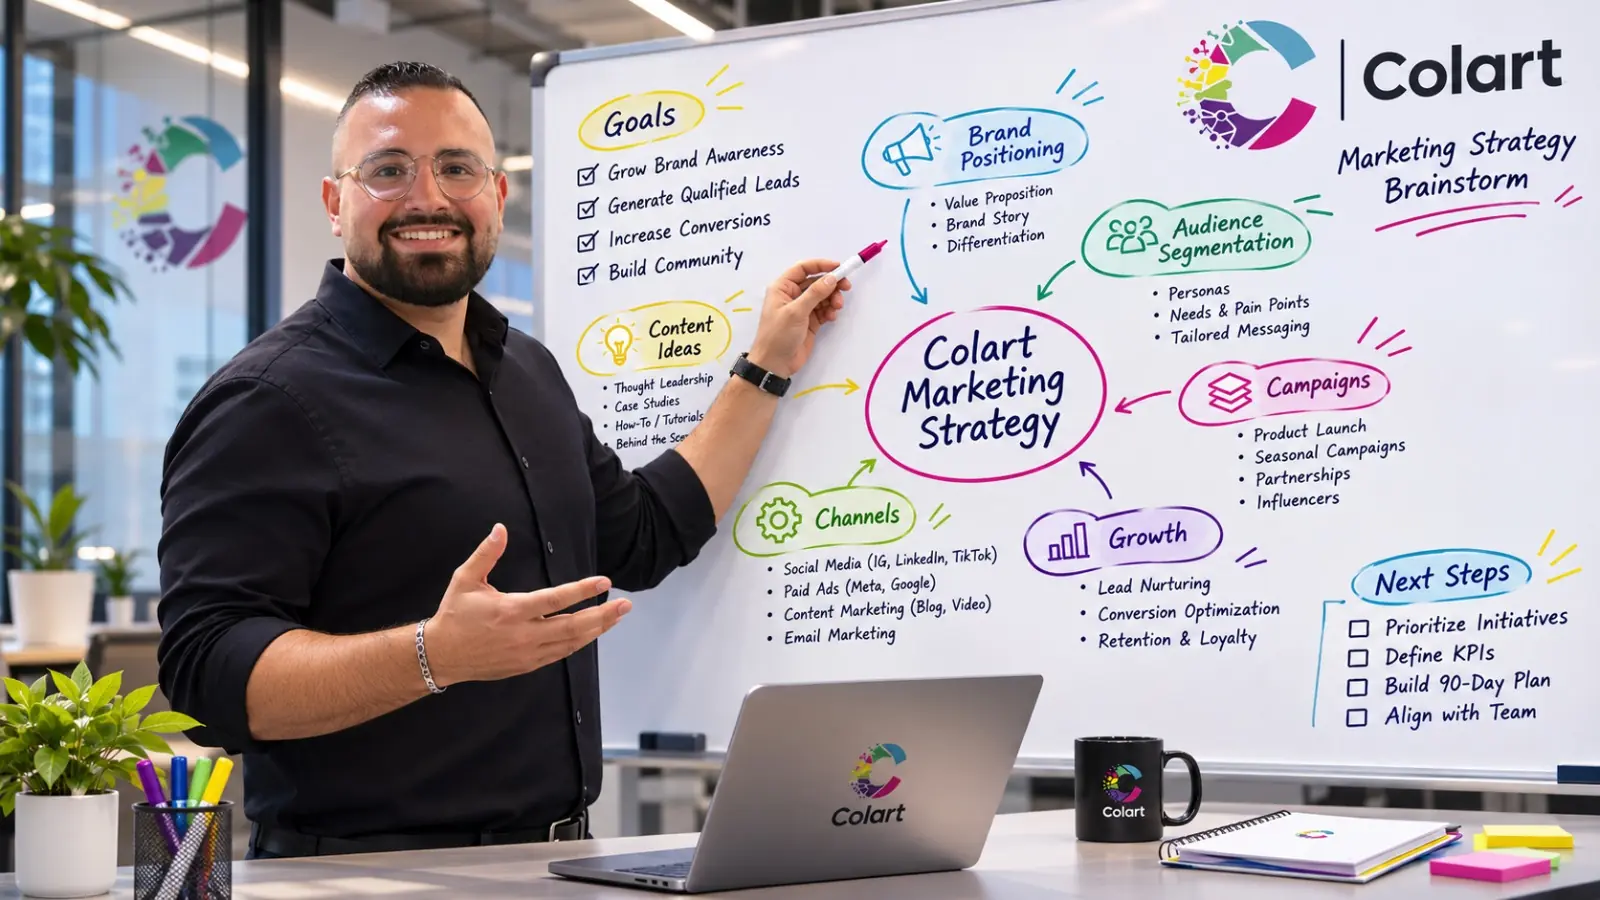 Colart
Marketing Strategy
Brainstorm
Goals
Grow Brand Awareness
Generate Qualified Leads
Increase Conversions
Build Community
Brand
Positioning
• Value Proposition
• Brand Story
• Differentiation
Audience
Segmentation
• Personas
• Needs & Pain Points
• Tailored Messaging
Content
Ideas
• Thought Leadership
• Case Studies
• How-To / Tutorials
• Behind the
Colart
Marketing
Strategy
Campaigns
• Product Launch
• Seasonal Campaigns
• Partnerships
• Influencers
Channels
• Social Media (IG, LinkedIn, TikTok)
• Paid Ads (Meta, Google)
• Content Marketing (Blog, Video)
• Email Marketing
Growth
• Lead Nurturing
• Conversion Optimization
• Retention & Loyalty
Next Steps
Prioritize Initiatives
Define KPIs
Build 90-Day Plan
Align with Team
Colart
Colart